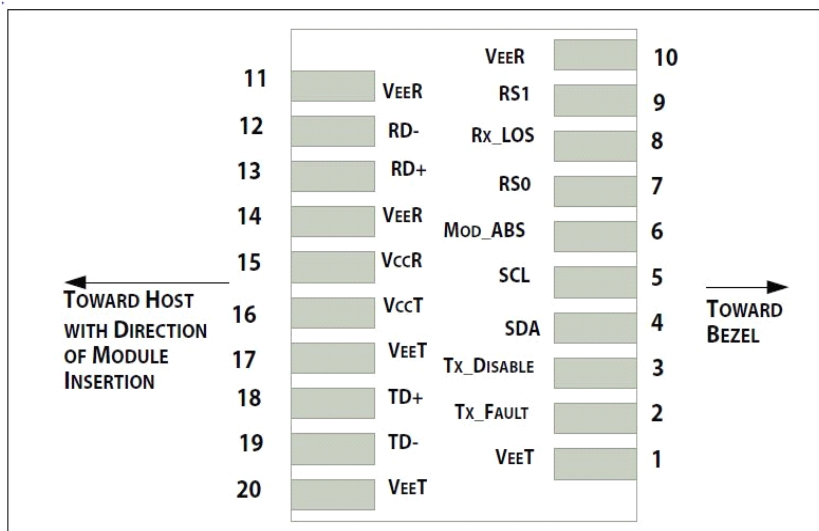 VEER 10
11 VEER
RS1 9
12 RD-
RX_LOS 8
13 RD+
RS0 7
14 VEER
MOD_ABS 6
15 VCCR
SCL 5
TOWARD HOST
WITH DIRECTION
OF MODULE
INSERTION
TOWARD
BEZEL
16 VCCT
SDA 4
17 VEET
TX_DISABLE 3
18 TD+
TX_FAULT 2
19 TD-
VEET 1
20 VEET